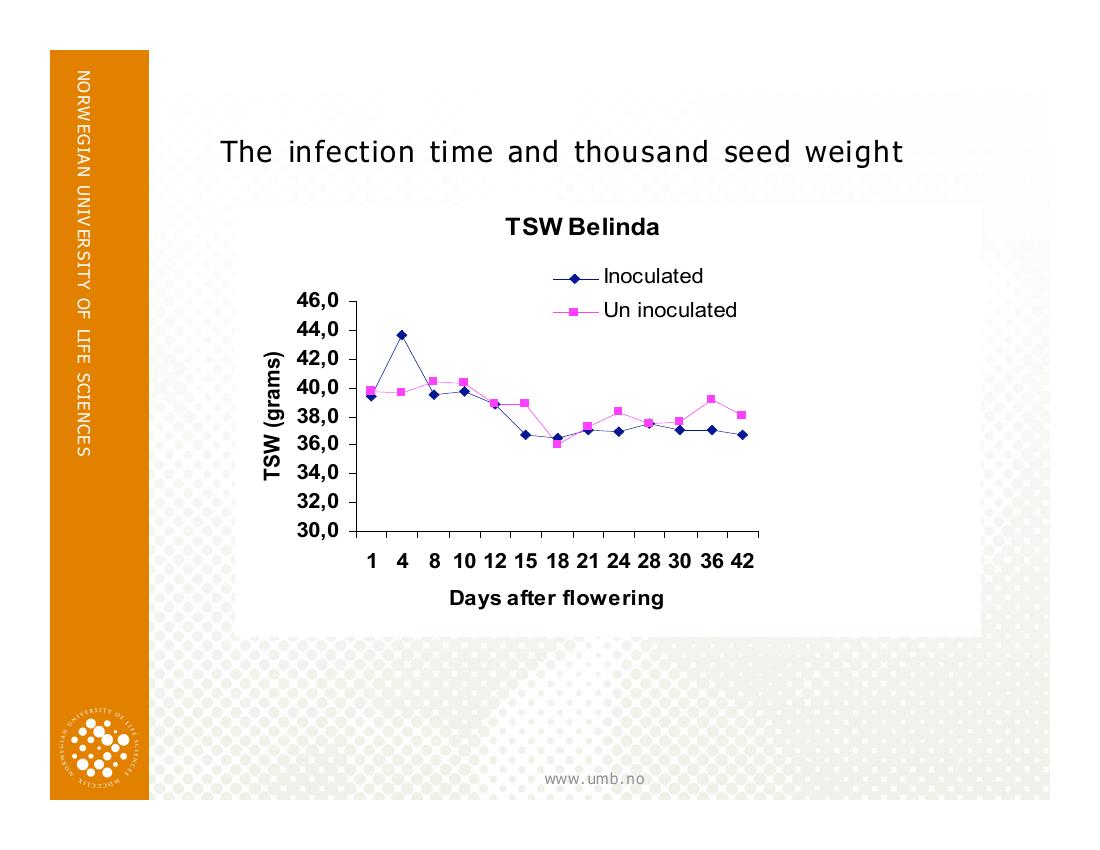 NORWEGIAN UNIVERSITY OF LIFE SCIENCES
The infection time and thousand seed weight
TSW Belinda
Inoculated
Un inoculated
46,0
44,0
42,0
40,0
38,0
36,0
34,0
32,0
30,0
TSW (grams)
1 4 8 10 12 15 18 21 24 28 30 36 42
Days after flowering
NORWEGIAN UNIVERSITY OF LIFE SCIENCES
MDCCCLIX
www.umb.no